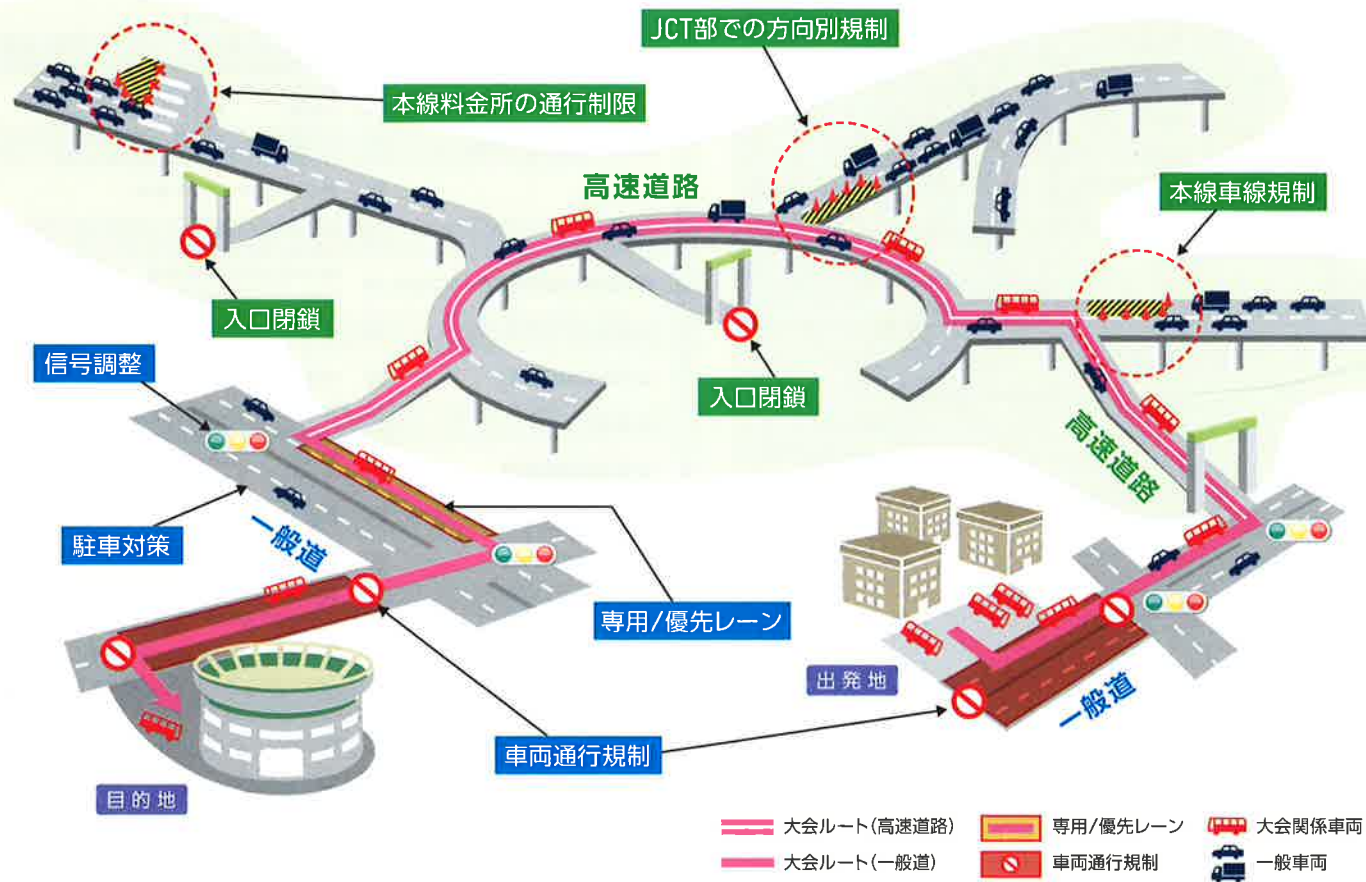 JCT部での方向別規制
本線料金所の通行制限
高速道路
本線車線規制
入口閉鎖
信号調整
入口閉鎖
高速道路
駐車対策
一般道
専用/優先レーン
出発地
一般道
車両通行規制
目的地
大会ルート(高速道路)
専用/優先レーン
大会関係車両
大会ルート(一般道)
車両通行規制
一般車両